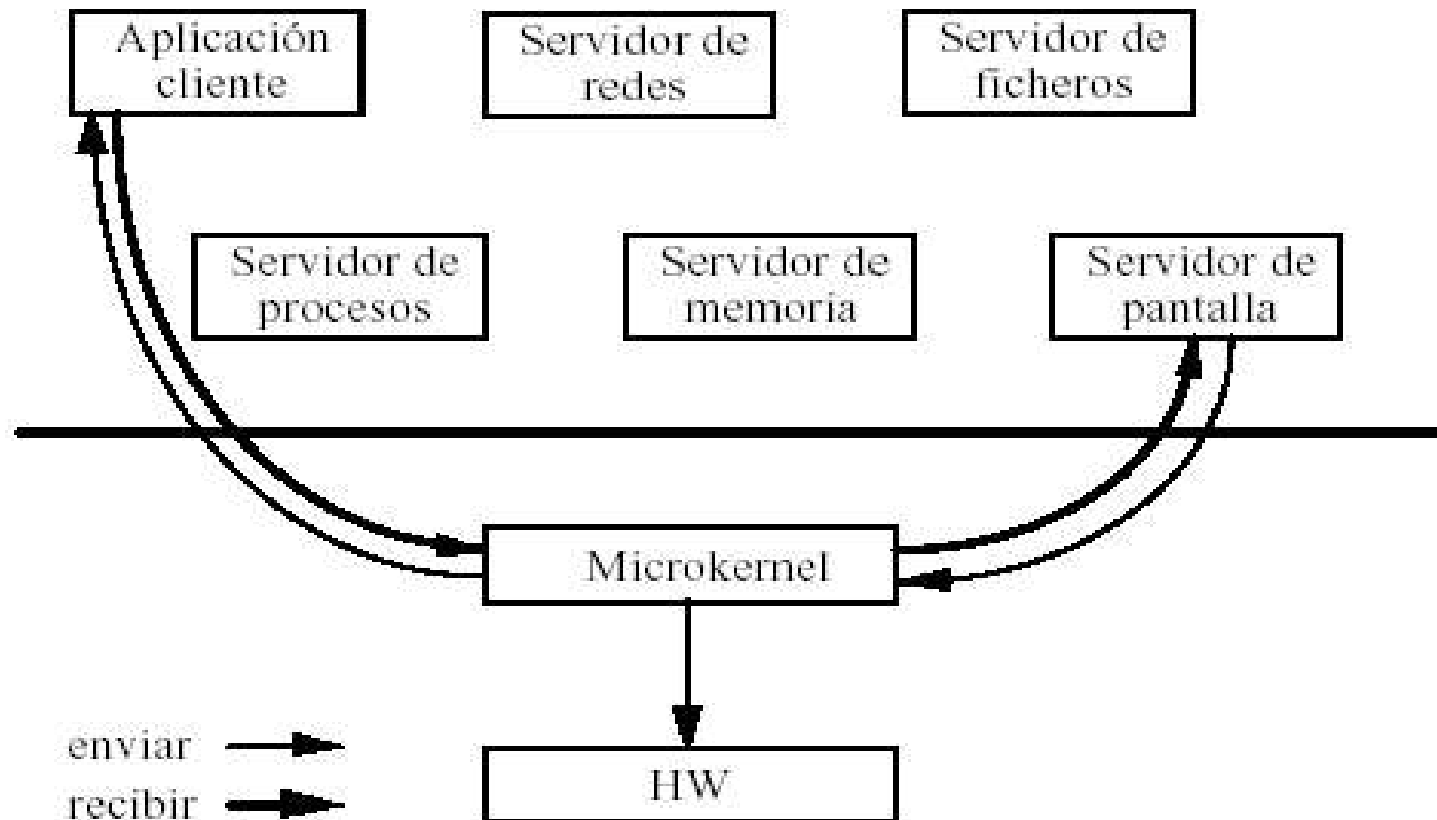 Aplicación
cliente
Servidor de
redes
Servidor de
ficheros
Servidor de
procesos
Servidor de
memoria
Servidor de
pantalla
Microkernel
HW
enviar
recibir